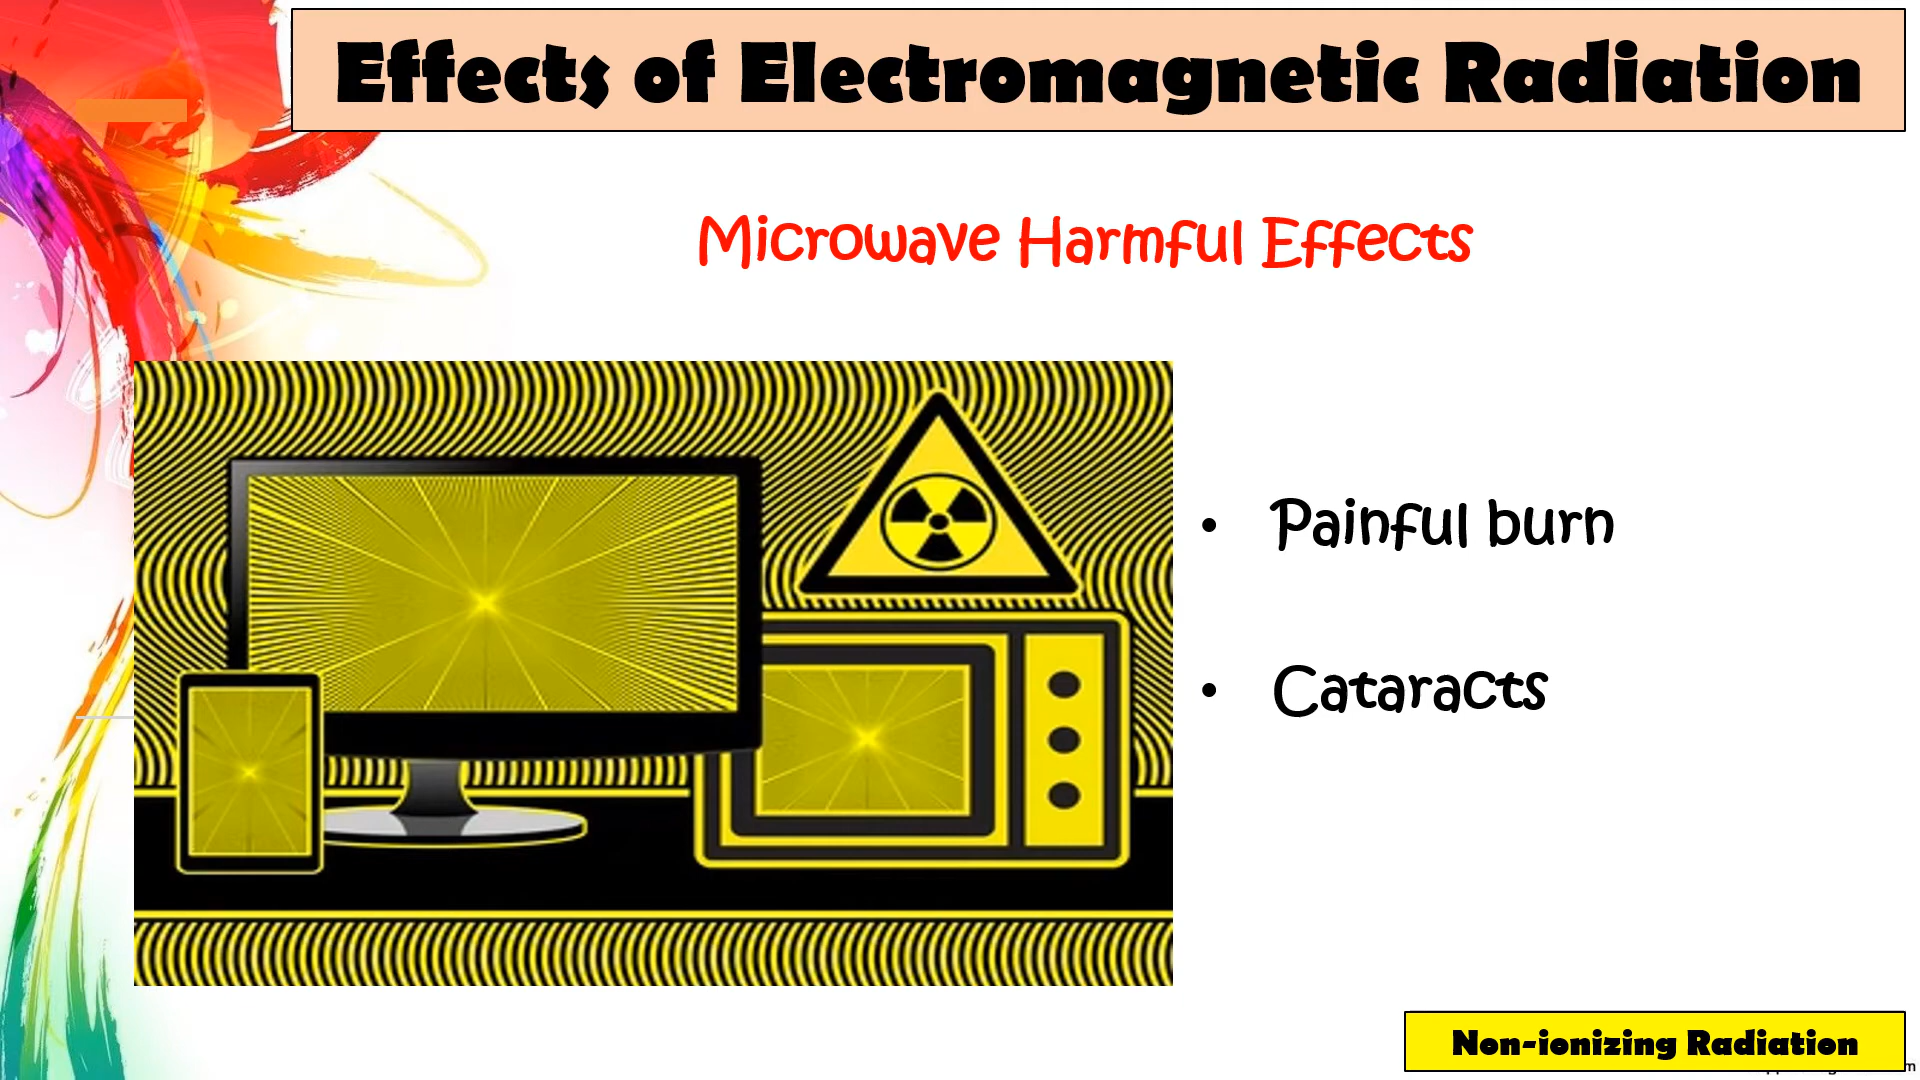 Effects of Electromagnetic Radiation
Microwave Harmful Effects
• Painful burn
• Cataracts
Non-ionizing Radiation